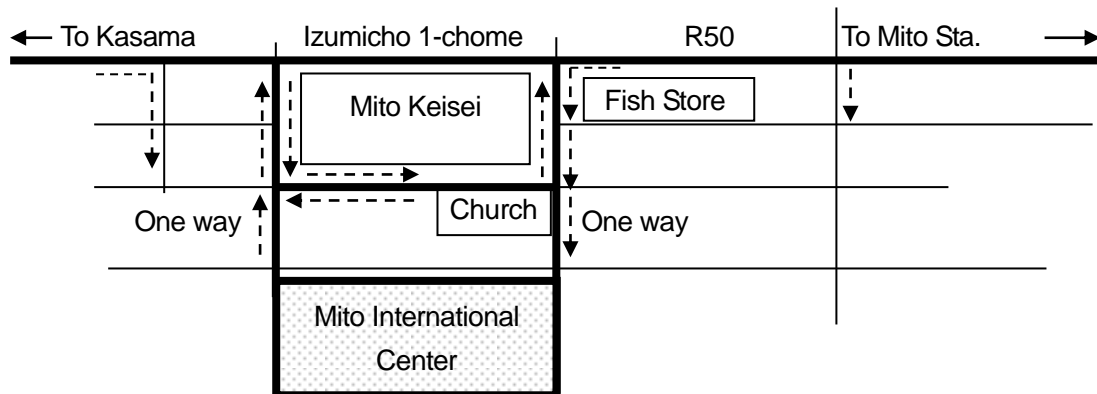 ← To Kasama Izumicho 1-chome R50 To Mito Sta. →
Mito Keisei
Fish Store
One way
Church
One way
Mito International
Center